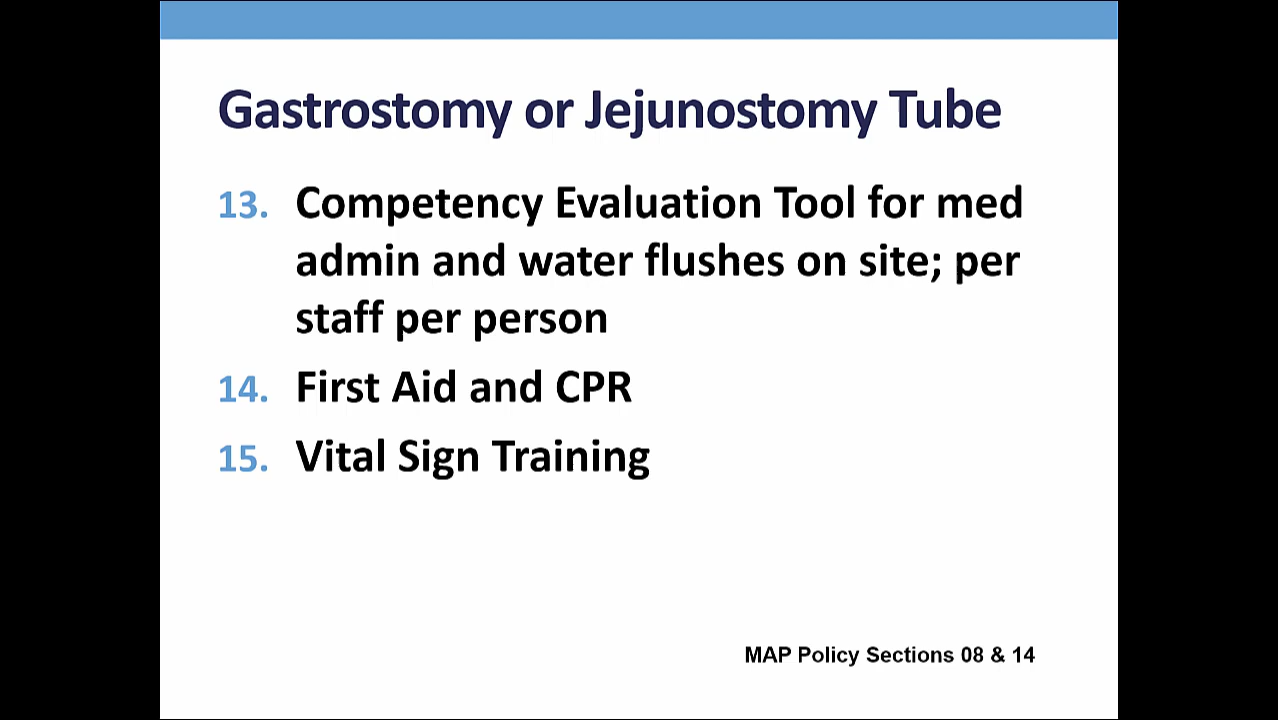 Gastrostomy or Jejunostomy Tube
13. Competency Evaluation Tool for med
admin and water flushes on site; per
staff per person
14. First Aid and CPR
15. Vital Sign Training
MAP Policy Sections 08 & 14